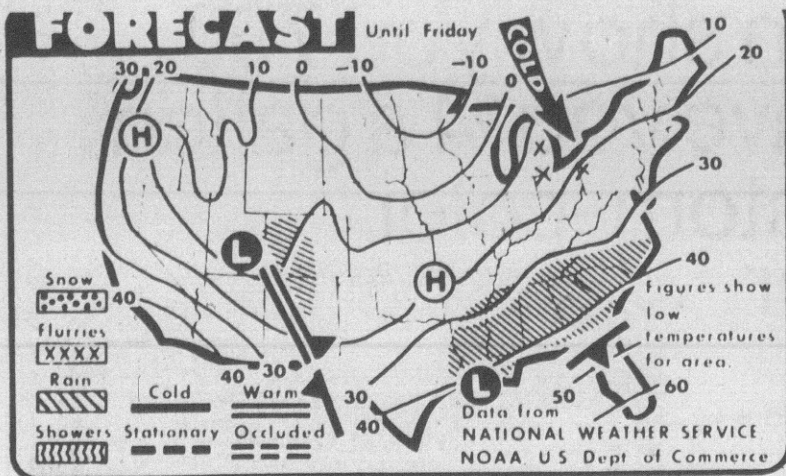 FORECAST
Until Friday
COLD
30 20 10 0 -10 -10 0 10
20
H
30
L
H
40
Snow
40
Figures show
low
temperatures
for area.
Flurries
XXXX
Rain
40 30
Cold Warm
30
40
L
50
60
Showers Stationary Occluded
Data from
NATIONAL WEATHER SERVICE
NOAA US Dept of Commerce